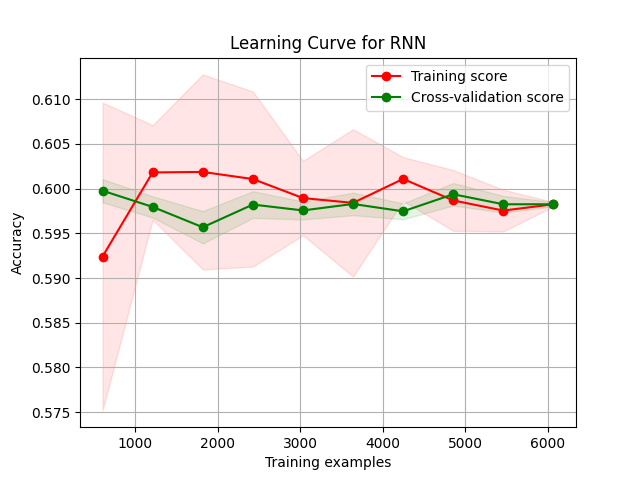 Learning Curve for RNN
Training score
Cross-validation score
Accuracy
0.610
0.605
0.600
0.595
0.590
0.585
0.580
0.575
1000 2000 3000 4000 5000 6000
Training examples